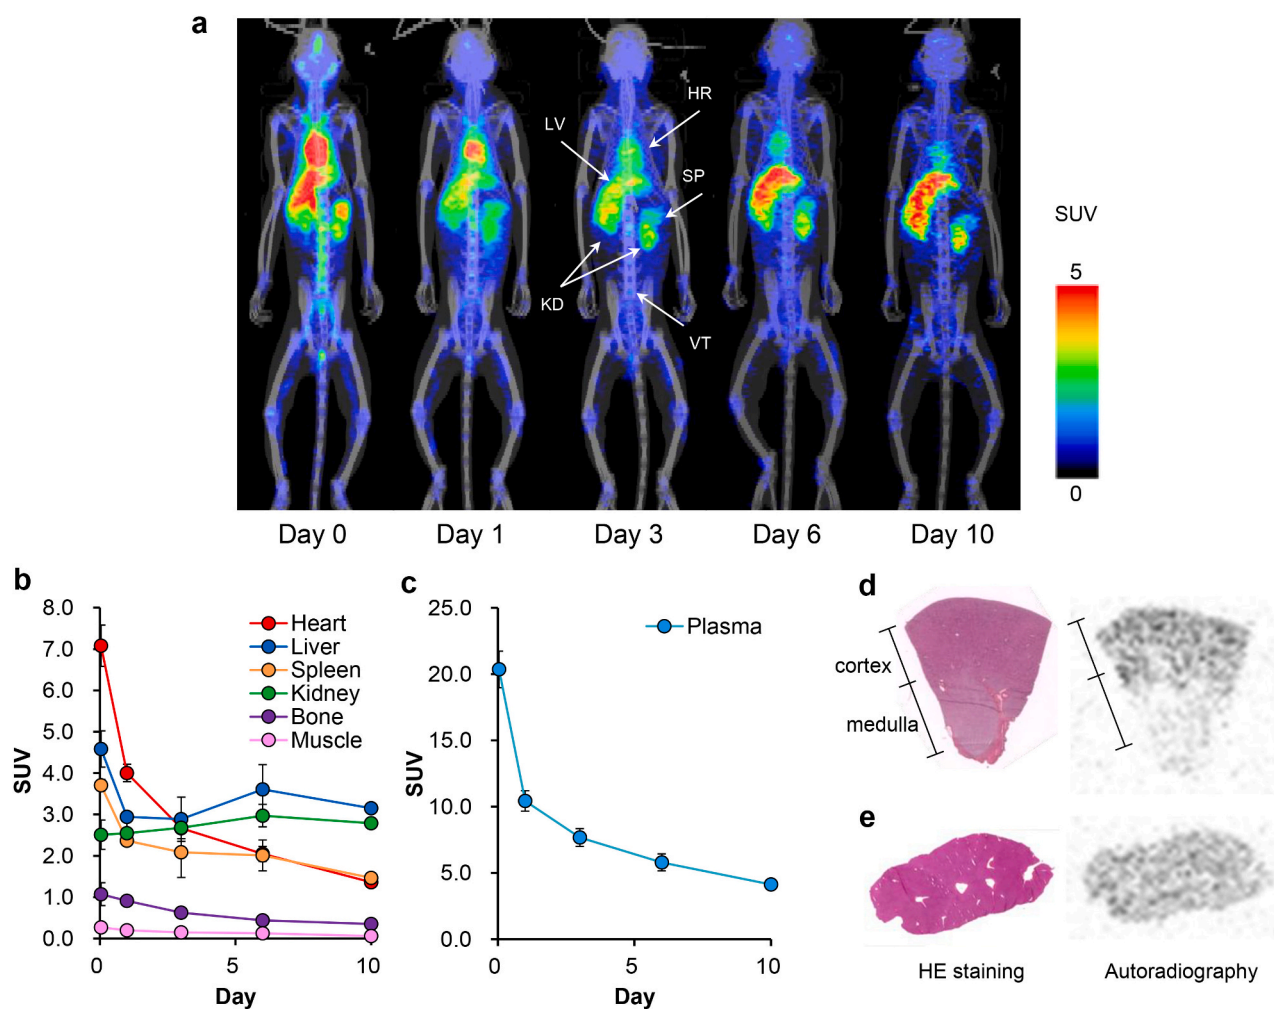 a
HR
LV
SP
KD
VT
SUV
5
0
Day 0
Day 1
Day 3
Day 6
Day 10
b
8.0
7.0
6.0
5.0
4.0
3.0
2.0
1.0
0.0
SUV
0
5
10
Day
Heart
Liver
Spleen
Kidney
Bone
Muscle
c
25.0
20.0
15.0
10.0
5.0
0.0
SUV
0
5
10
Day
Plasma
d
cortex
medulla
e
HE staining
Autoradiography